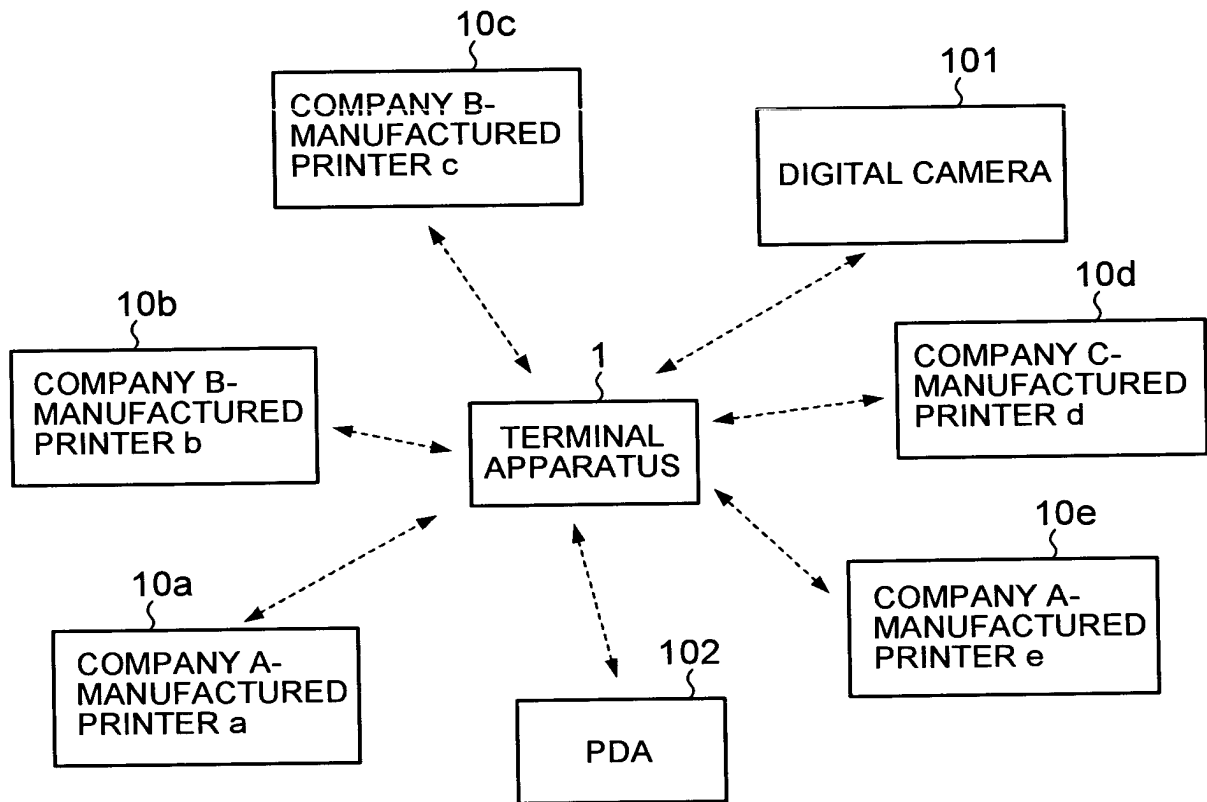 10c
COMPANY B-
MANUFACTURED
PRINTER c
101
DIGITAL CAMERA
10b
COMPANY B-
MANUFACTURED
PRINTER b
1
TERMINAL
APPARATUS
10d
COMPANY C-
MANUFACTURED
PRINTER d
10a
COMPANY A-
MANUFACTURED
PRINTER a
102
PDA
10e
COMPANY A-
MANUFACTURED
PRINTER e